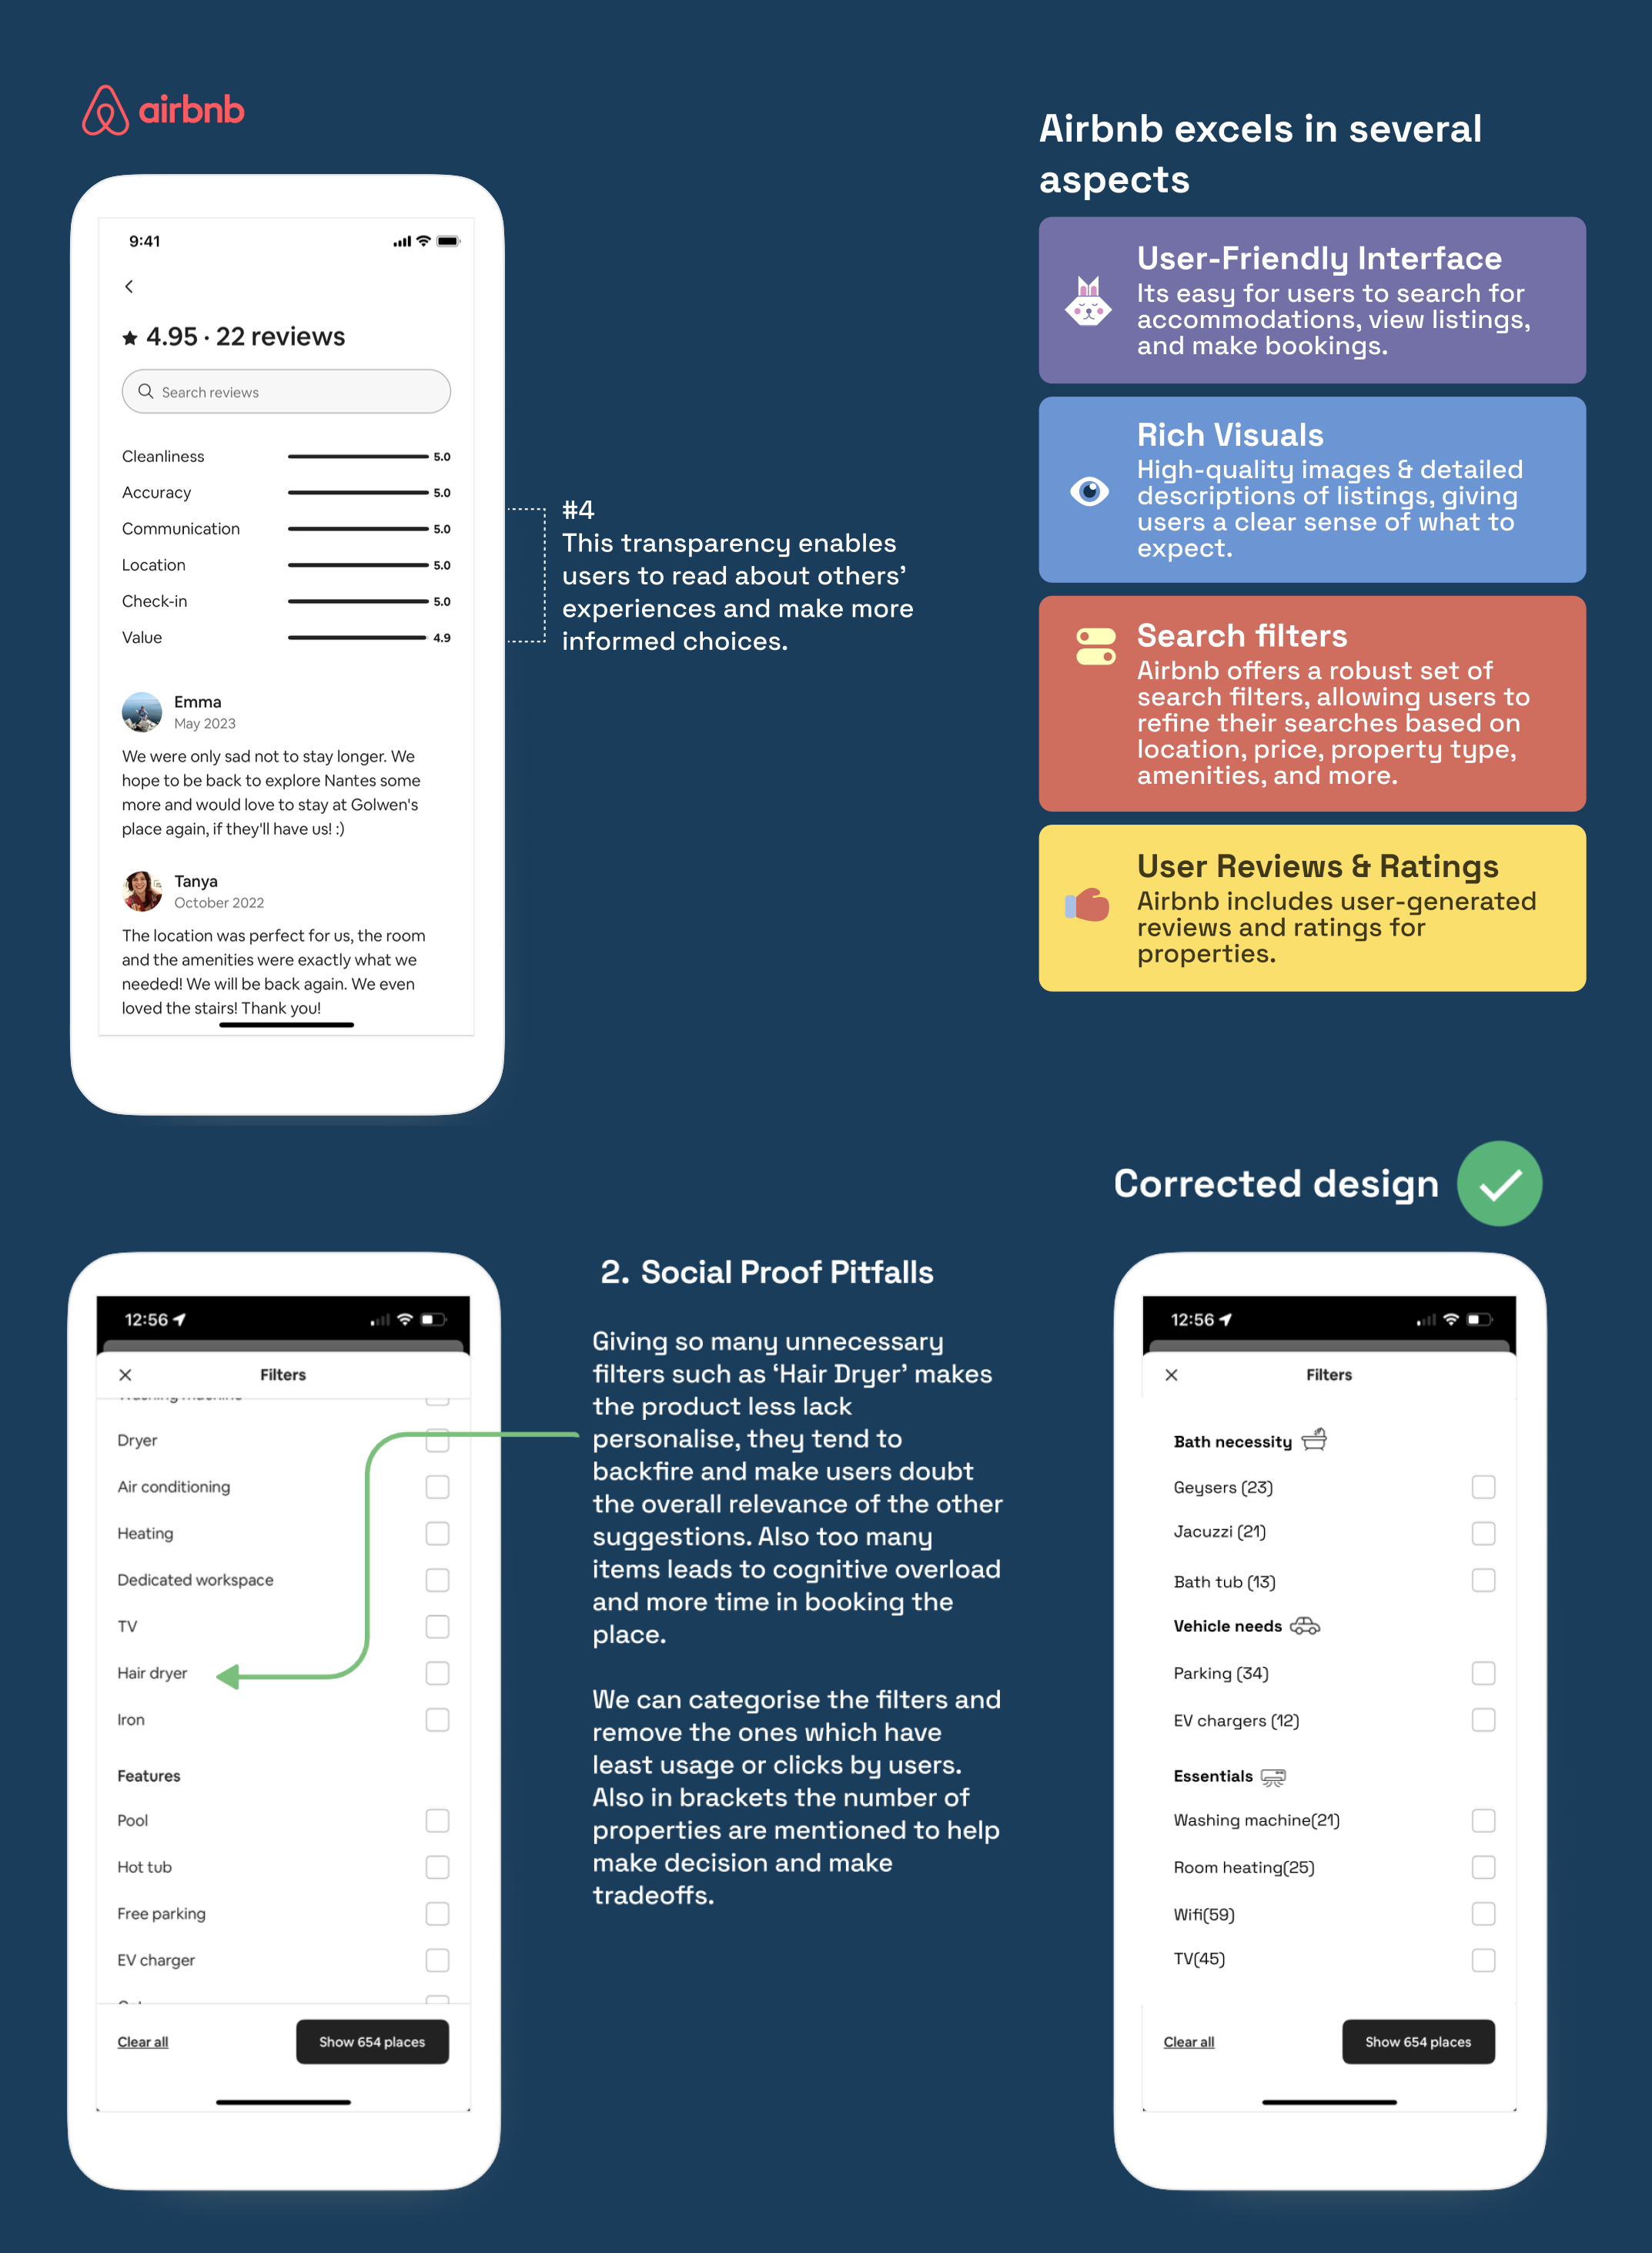 airbnb
Airbnb excels in several
aspects
9:41
4.95 · 22 reviews
Search reviews
Cleanliness 5.0
Accuracy 5.0
Communication 5.0
Location 5.0
Check-in 5.0
Value 4.9
Emma
May 2023
We were only sad not to stay longer. We
hope to be back to explore Nantes some
more and would love to stay at Golwen's
place again, if they'll have us! :)
Tanya
October 2022
The location was perfect for us, the room
and the amenities were exactly what we
needed! We will be back again. We even
loved the stairs! Thank you!
#4
This transparency enables
users to read about others'
experiences and make more
informed choices.
User-Friendly Interface
Its easy for users to search for
accommodations, view listings,
and make bookings.
Rich Visuals
High-quality images & detailed
descriptions of listings, giving
users a clear sense of what to
expect.
Search filters
Airbnb offers a robust set of
search filters, allowing users to
refine their searches based on
location, price, property type,
amenities, and more.
User Reviews & Ratings
Airbnb includes user-generated
reviews and ratings for
properties.
Corrected design
12:56
Filters
Dryer
Air conditioning
Heating
Dedicated workspace
TV
Hair dryer
Iron
Features
Pool
Hot tub
Free parking
EV charger
Clear all
Show 654 places
2. Social Proof Pitfalls
Giving so many unnecessary
filters such as ‘Hair Dryer’ makes
the product less lack
personalise, they tend to
backfire and make users doubt
the overall relevance of the other
suggestions. Also too many
items leads to cognitive overload
and more time in booking the
place.
We can categorise the filters and
remove the ones which have
least usage or clicks by users.
Also in brackets the number of
properties are mentioned to help
make decision and make
tradeoffs.
12:56
Filters
Bath necessity
Geysers (23)
Jacuzzi (21)
Bath tub (13)
Vehicle needs
Parking (34)
EV chargers (12)
Essentials
Washing machine(21)
Room heating(25)
Wifi(59)
TV(45)
Clear all
Show 654 places